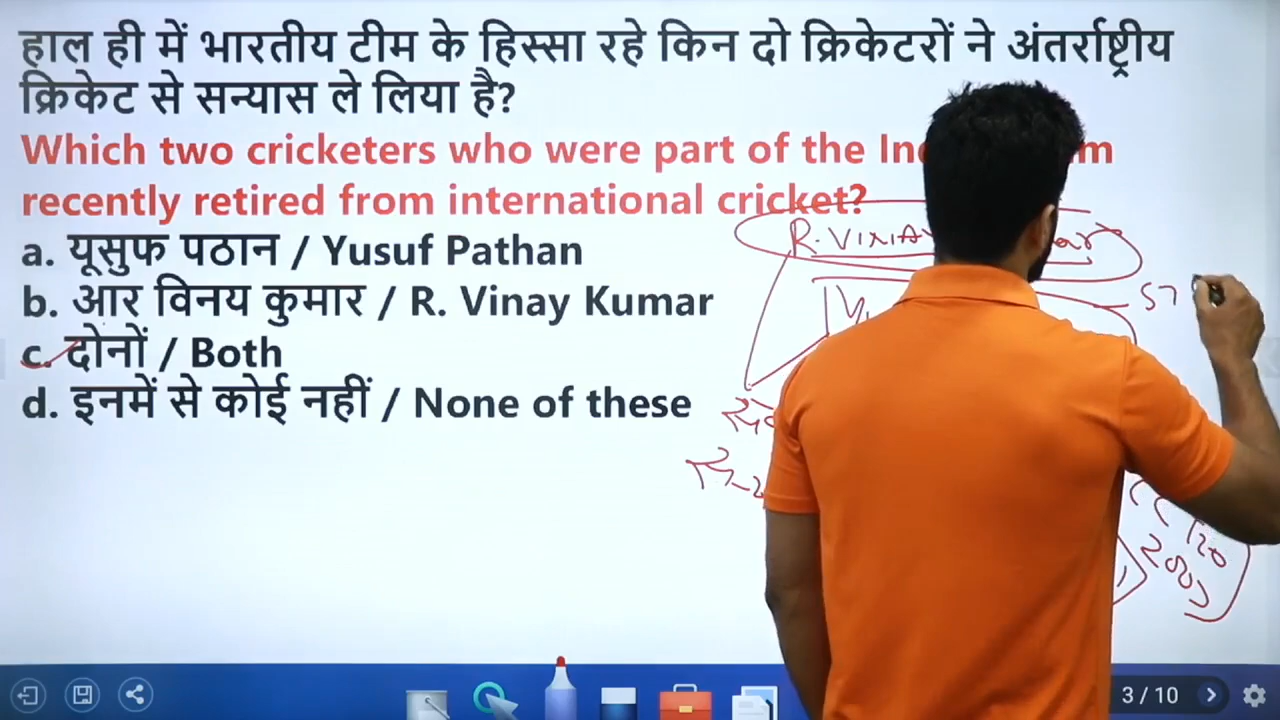 हाल ही में भारतीय टीम के हिस्सा रहे किन दो क्रिकेटरों ने अंतर्राष्ट्रीय
क्रिकेट से सन्यास ले लिया है?
Which two cricketers who were part of the
recently retired from international cricket?
a. यूसुफ पठान / Yusuf Pathan
b. आर विनय कुमार / R. Vinay Kumar
c. दोनों / Both
d. इनमें से कोई नहीं / None of these
3 / 10